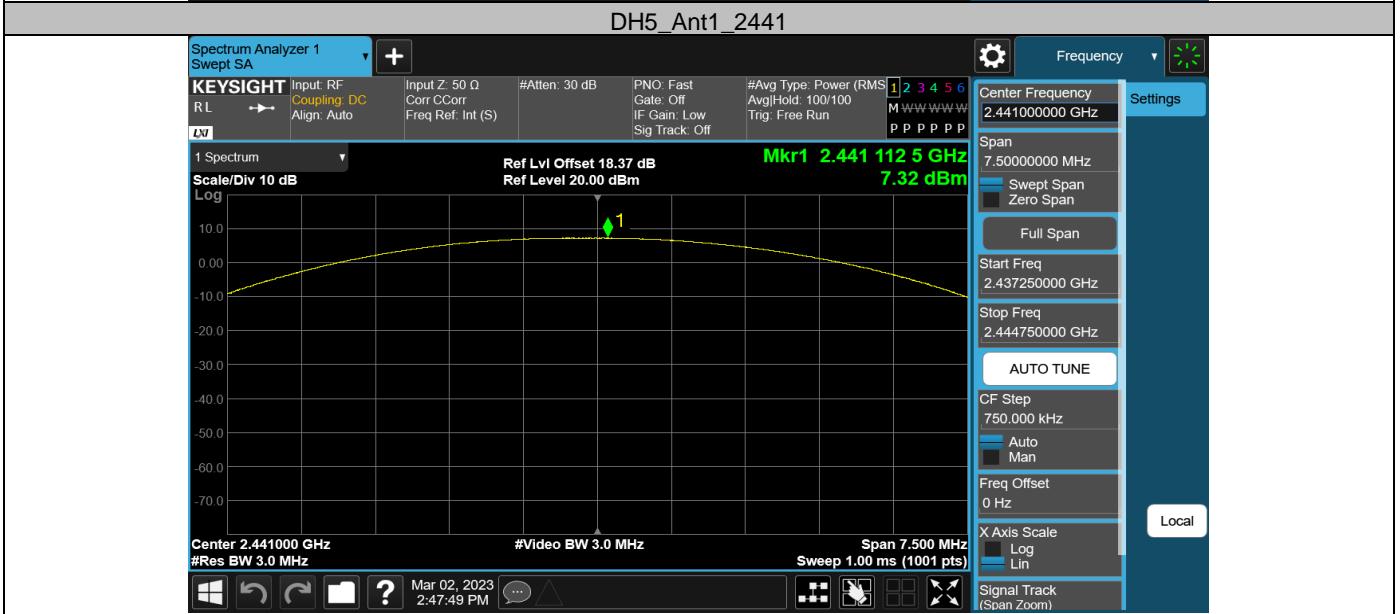 DH5_Ant1_2441
Spectrum Analyzer 1
Swept SA
Frequency
KEYSIGHT
RL
LXI
Input: RF
Coupling: DC
Align: Auto
Input Z: 50 Ω
Corr CCorr
Freq Ref: Int (S)
#Atten: 30 dB
PNO: Fast
Gate: Off
IF Gain: Low
Sig Track: Off
#Avg Type: Power (RMS
Avg|Hold: 100/100
Trig: Free Run
1 2 3 4 5 6
M W W W W W
P P P P P P
1 Spectrum
Scale/Div 10 dB
Log
Ref Lvl Offset 18.37 dB
Ref Level 20.00 dBm
Mkr1 2.441 112 5 GHz
7.32 dBm
1
10.0
0.00
-10.0
-20.0
-30.0
-40.0
-50.0
-60.0
-70.0
Center 2.441000 GHz
#Res BW 3.0 MHz
#Video BW 3.0 MHz
Span 7.500 MHz
Sweep 1.00 ms (1001 pts)
Center Frequency
2.441000000 GHz
Span
7.50000000 MHz
Swept Span
Zero Span
Full Span
Start Freq
2.437250000 GHz
Stop Freq
2.444750000 GHz
AUTO TUNE
CF Step
750.000 kHz
Auto
Man
Freq Offset
0 Hz
X Axis Scale
Log
Lin
Signal Track
(Span Zoom)
Settings
Local
?
Mar 02, 2023
2:47:49 PM